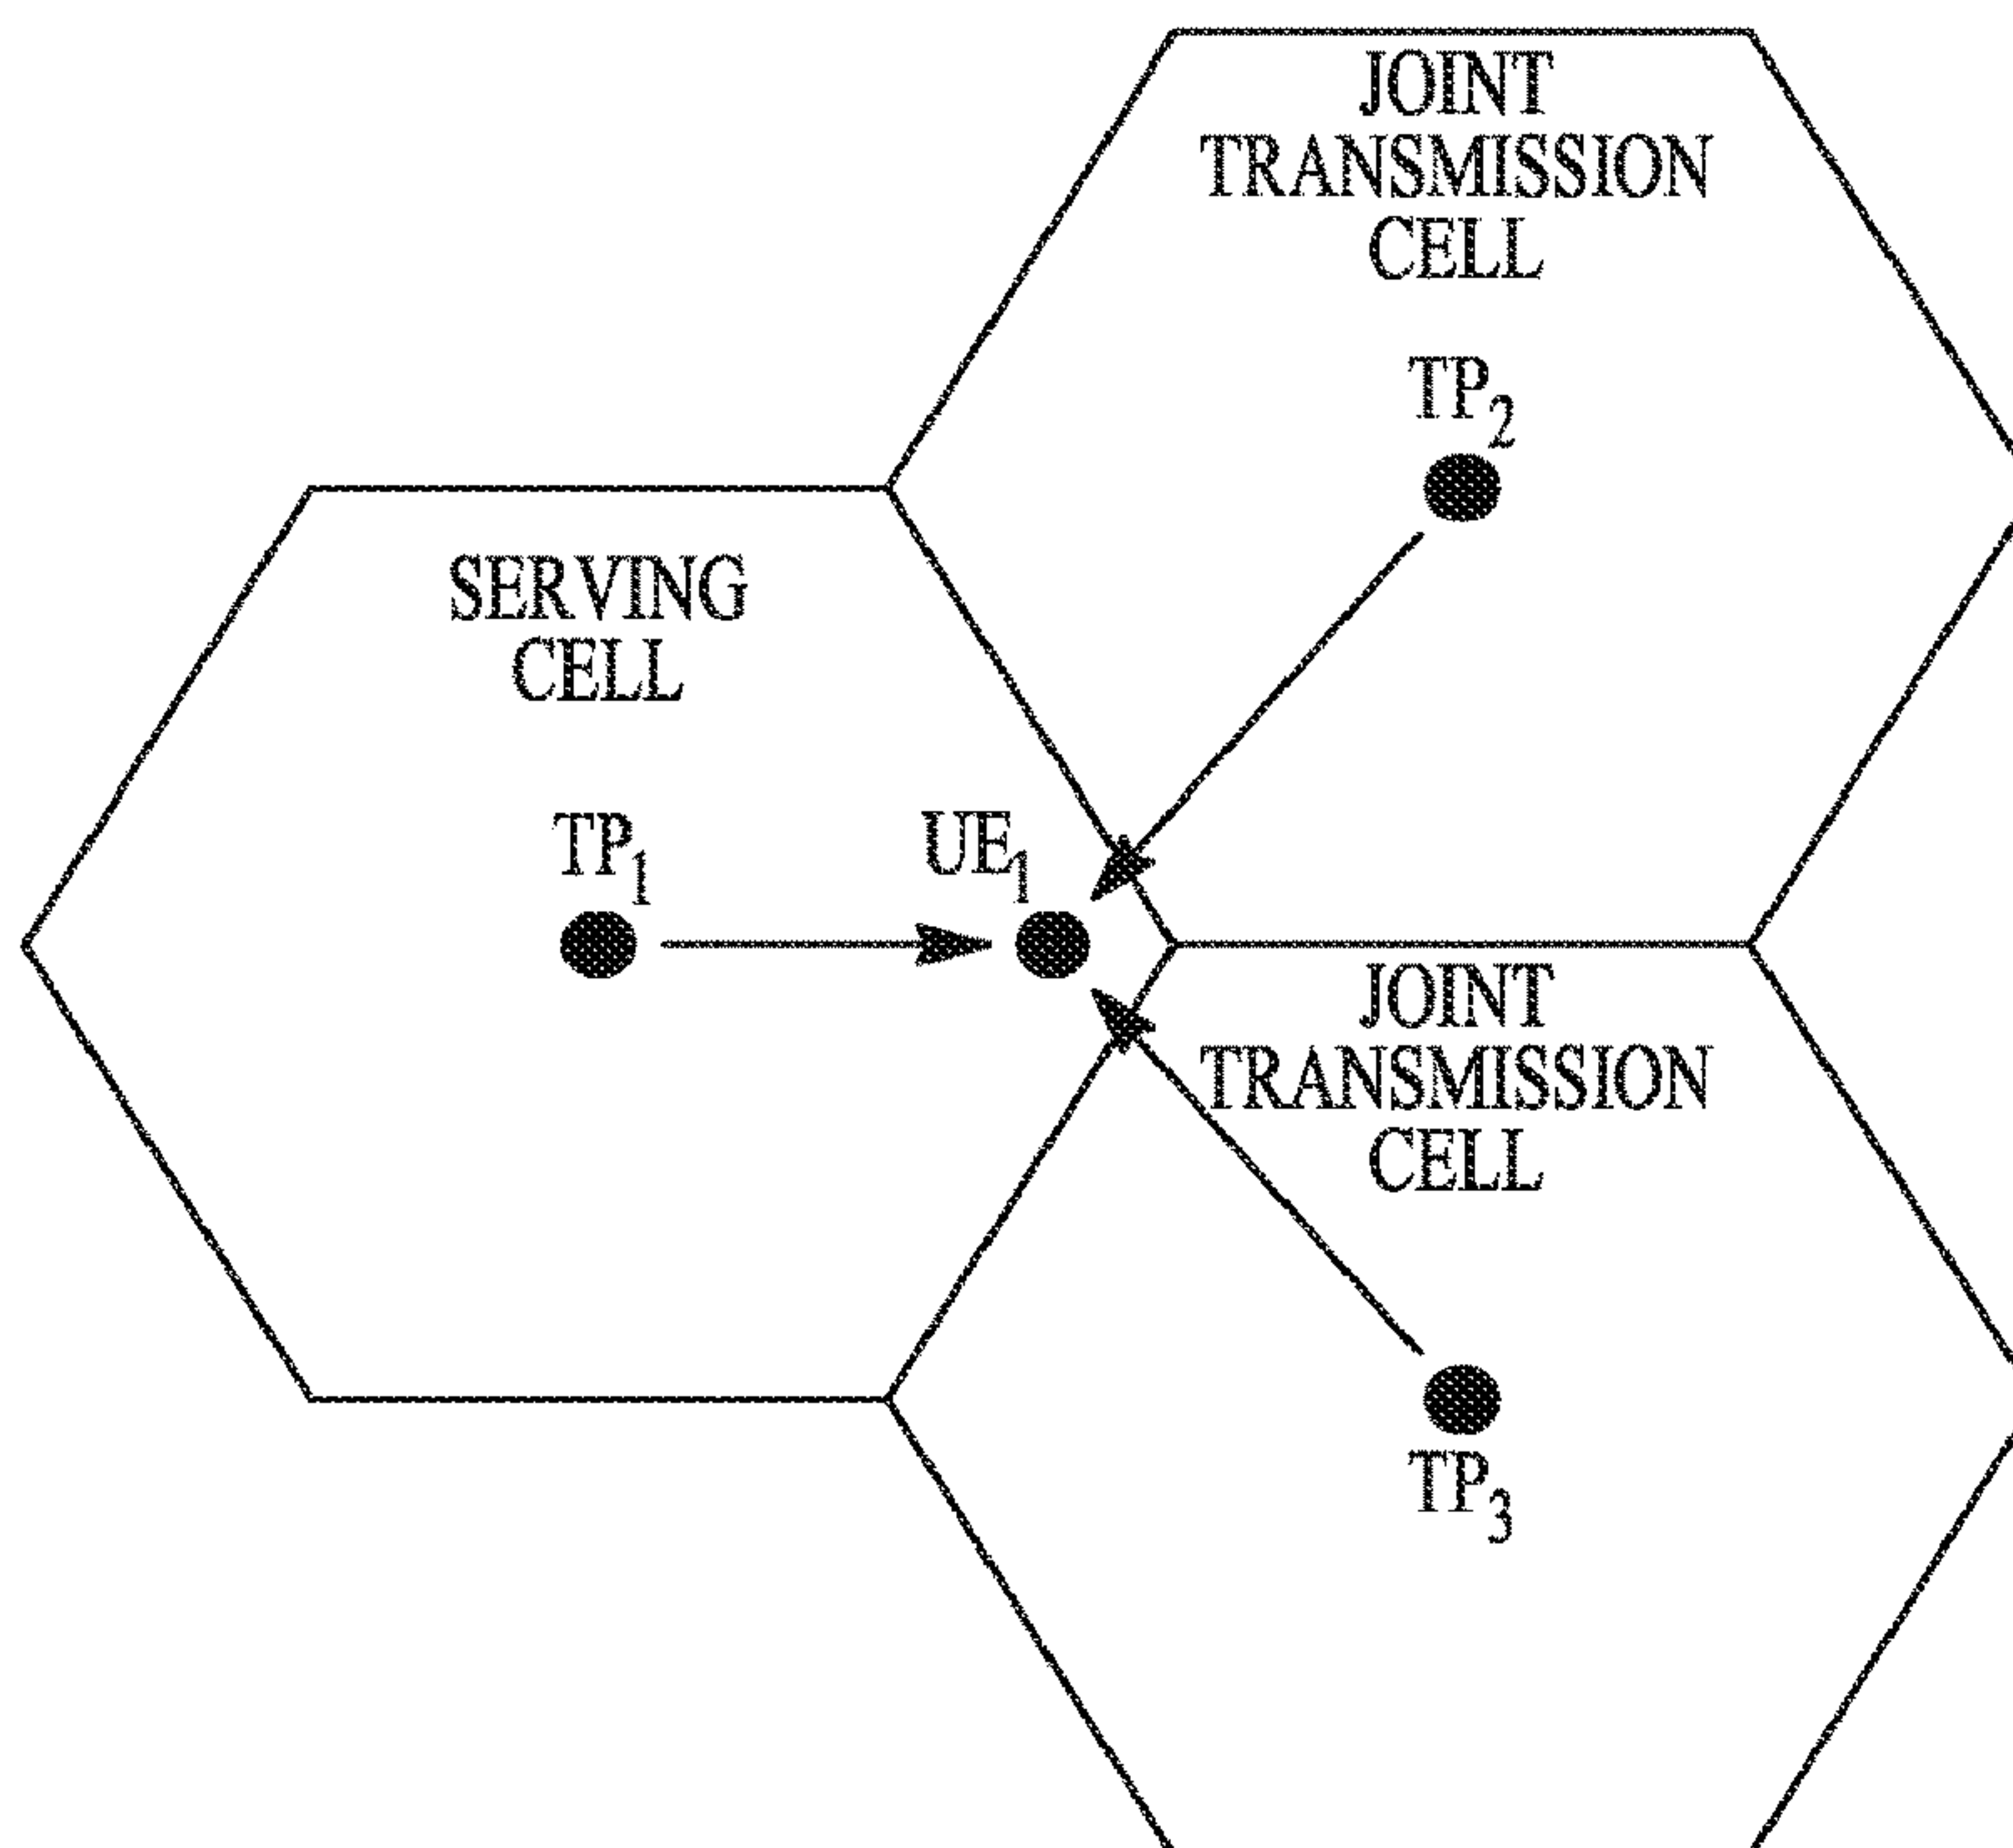 JOINT
TRANSMISSION
CELL
TP2
SERVING
CELL
TP1
UE1
JOINT
TRANSMISSION
CELL
TP3